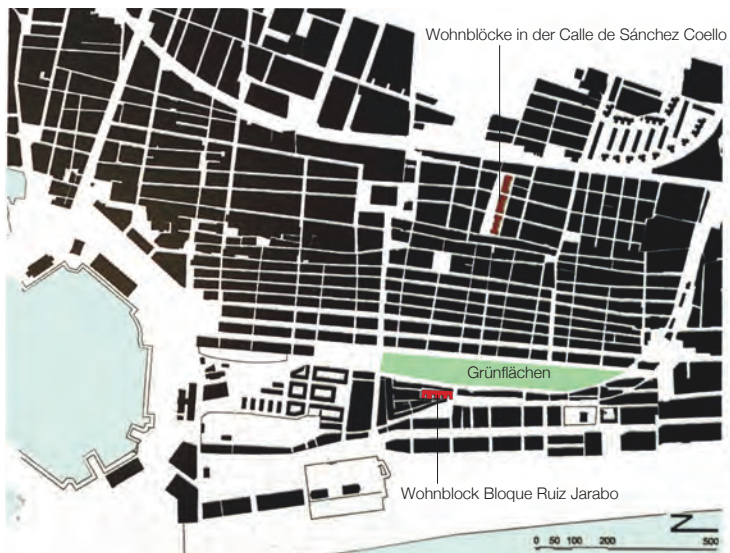 Wohnblöcke in der Calle de Sánchez Coello
Grünflächen
Wohnblock Bloque Ruiz Jarabo
0 50 100 200 500